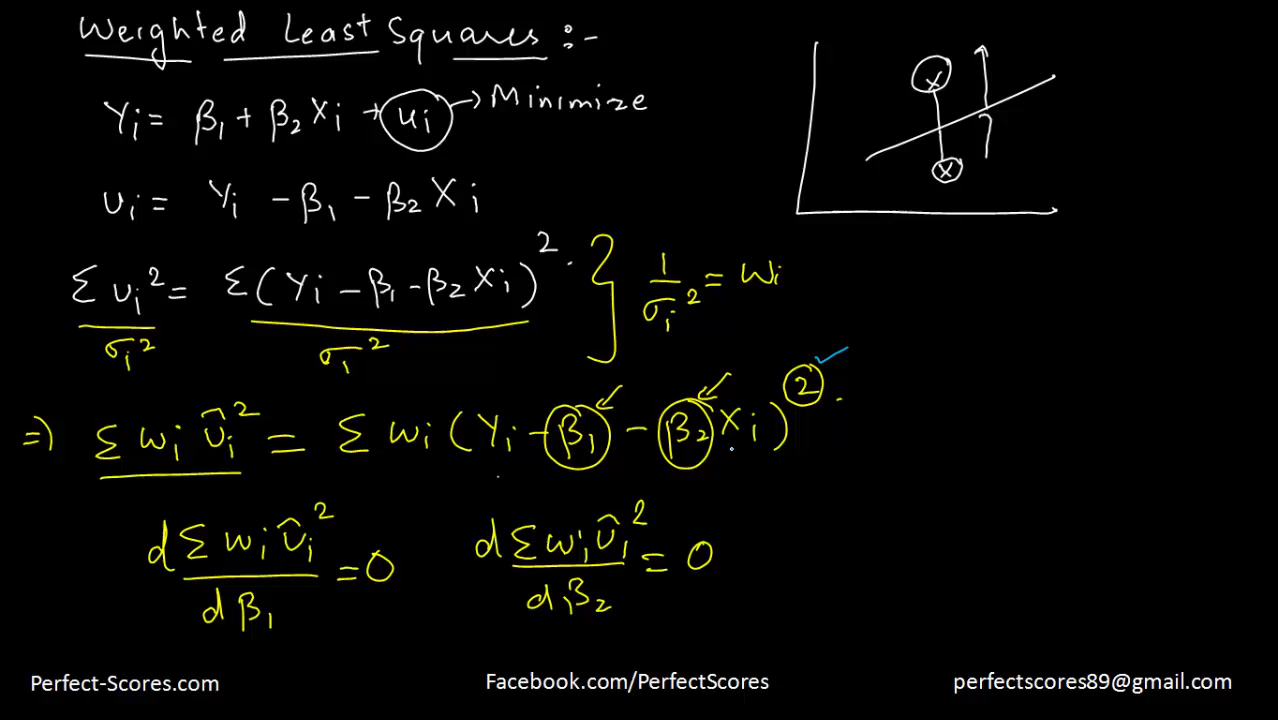 Weighted Least Squares :-
Yi = β1 + β2 Xi + ui → Minimize
ui = Yi - β1 - β2 Xi
Σ ui² = Σ (Yi - β1 - β2 Xi)² .
σi² σi²
} 1/σi² = wi
⇒) Σ wi ûi² = Σ wi (Yi - β1 - β2 Xi)² .
d Σ wi ûi² / dβ1 = 0 d Σ wi ûi² / dβ2 = 0
x
x
Perfect-Scores.com Facebook.com/PerfectScores perfectscores89@gmail.com